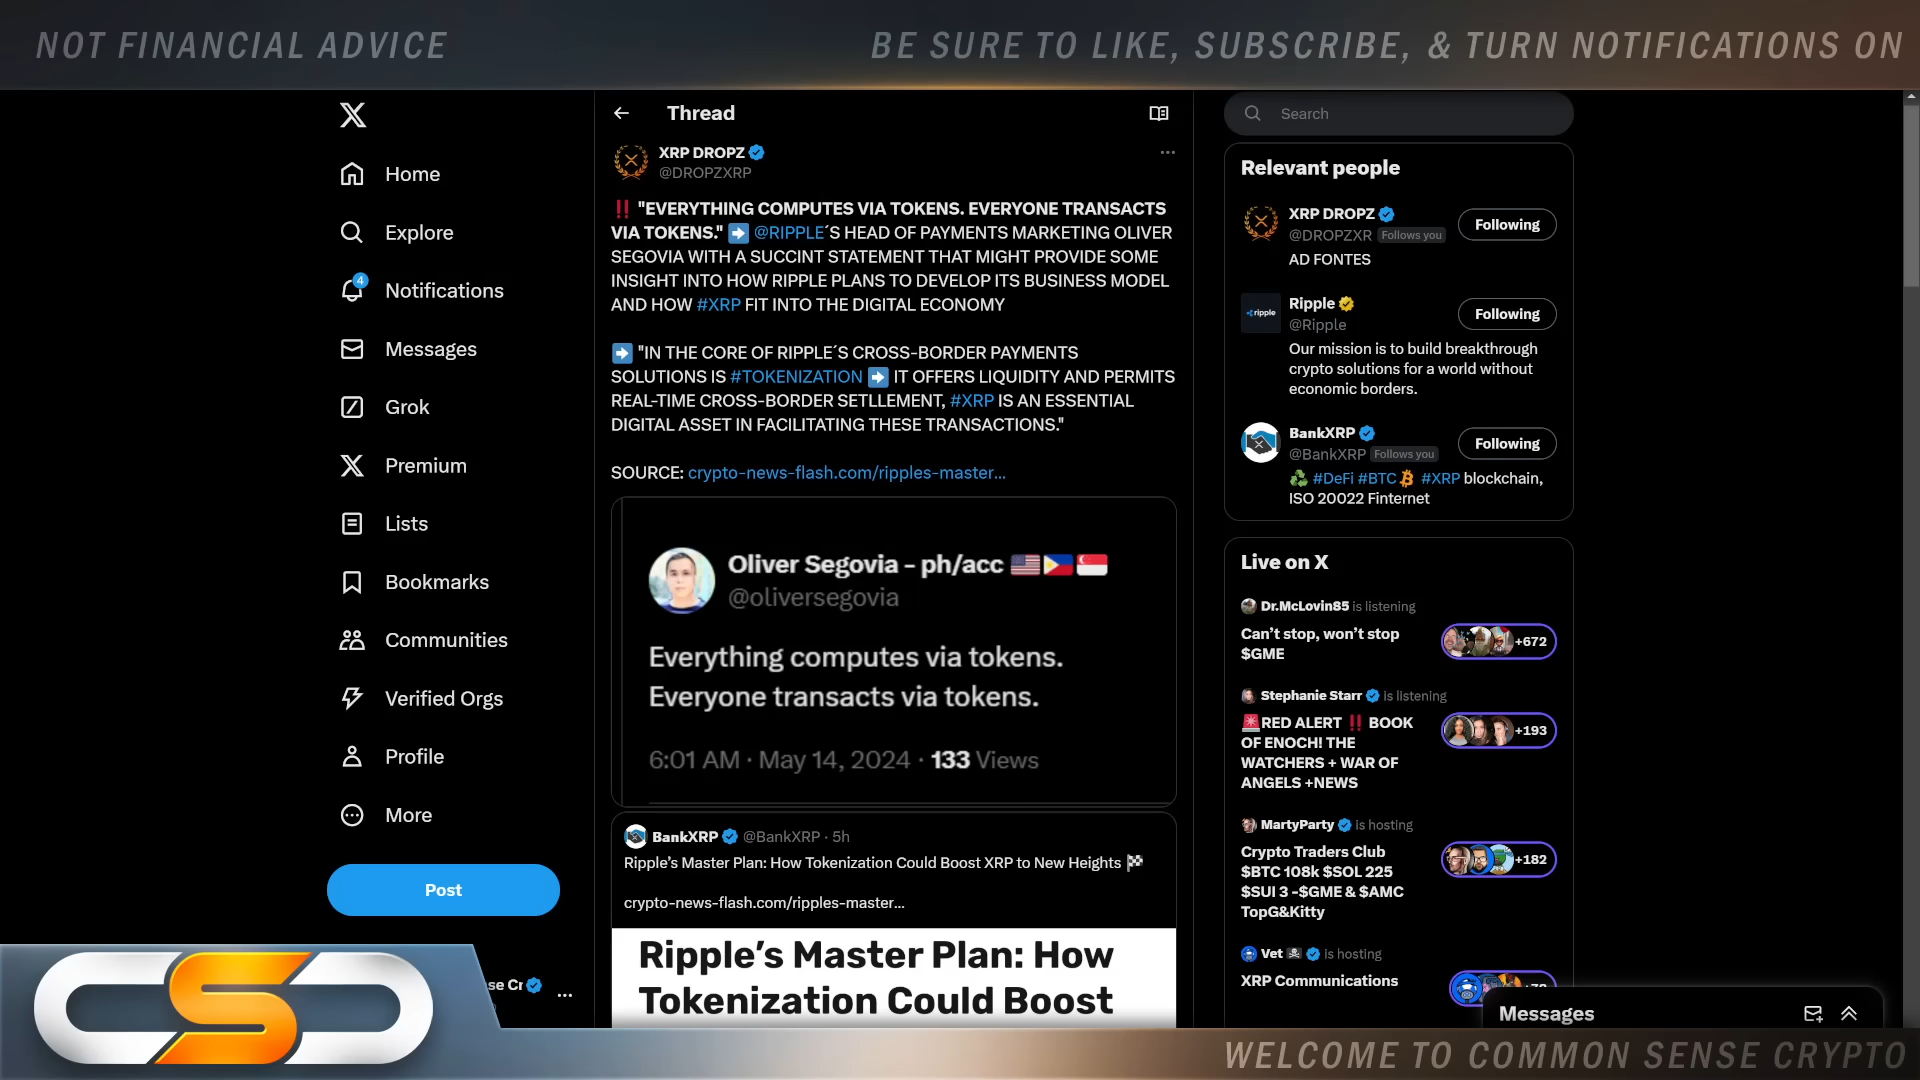 NOT FINANCIAL ADVICE
BE SURE TO LIKE, SUBSCRIBE, & TURN NOTIFICATIONS ON
Home
Explore
4
Notifications
Messages
Grok
Premium
Lists
Bookmarks
Communities
Verified Orgs
Profile
More
Post
se Cr
Thread
XRP DROPZ
@DROPZXRP
‼️ "EVERYTHING COMPUTES VIA TOKENS. EVERYONE TRANSACTS
VIA TOKENS." ➡️ @RIPPLE´S HEAD OF PAYMENTS MARKETING OLIVER
SEGOVIA WITH A SUCCINT STATEMENT THAT MIGHT PROVIDE SOME
INSIGHT INTO HOW RIPPLE PLANS TO DEVELOP ITS BUSINESS MODEL
AND HOW #XRP FIT INTO THE DIGITAL ECONOMY
➡️ "IN THE CORE OF RIPPLE´S CROSS-BORDER PAYMENTS
SOLUTIONS IS #TOKENIZATION ➡️ IT OFFERS LIQUIDITY AND PERMITS
REAL-TIME CROSS-BORDER SETLLEMENT, #XRP IS AN ESSENTIAL
DIGITAL ASSET IN FACILITATING THESE TRANSACTIONS."
SOURCE: crypto-news-flash.com/ripples-master...
Oliver Segovia - ph/acc
@oliversegovia
Everything computes via tokens.
Everyone transacts via tokens.
6:01 AM · May 14, 2024 · 133 Views
BankXRP @BankXRP · 5h
Ripple’s Master Plan: How Tokenization Could Boost XRP to New Heights
crypto-news-flash.com/ripples-master...
Ripple’s Master Plan: How
Tokenization Could Boost
Search
Relevant people
XRP DROPZ
@DROPZXR Follows you
Following
AD FONTES
ripple
Ripple
@Ripple
Following
Our mission is to build breakthrough
crypto solutions for a world without
economic borders.
BankXRP
@BankXRP Follows you
Following
#DeFi #BTC #XRP blockchain,
ISO 20022 Finternet
Live on X
Dr.McLovin85 is listening
Can’t stop, won’t stop
$GME
+672
Stephanie Starr is listening
🚨RED ALERT ‼️ BOOK
OF ENOCH! THE
WATCHERS + WAR OF
ANGELS +NEWS
+193
MartyParty is hosting
Crypto Traders Club
$BTC 108k $SOL 225
$SUI 3 -$GME & $AMC
TopG&Kitty
+182
Vet is hosting
XRP Communications
Messages
CSC
WELCOME TO COMMON SENSE CRYPTO